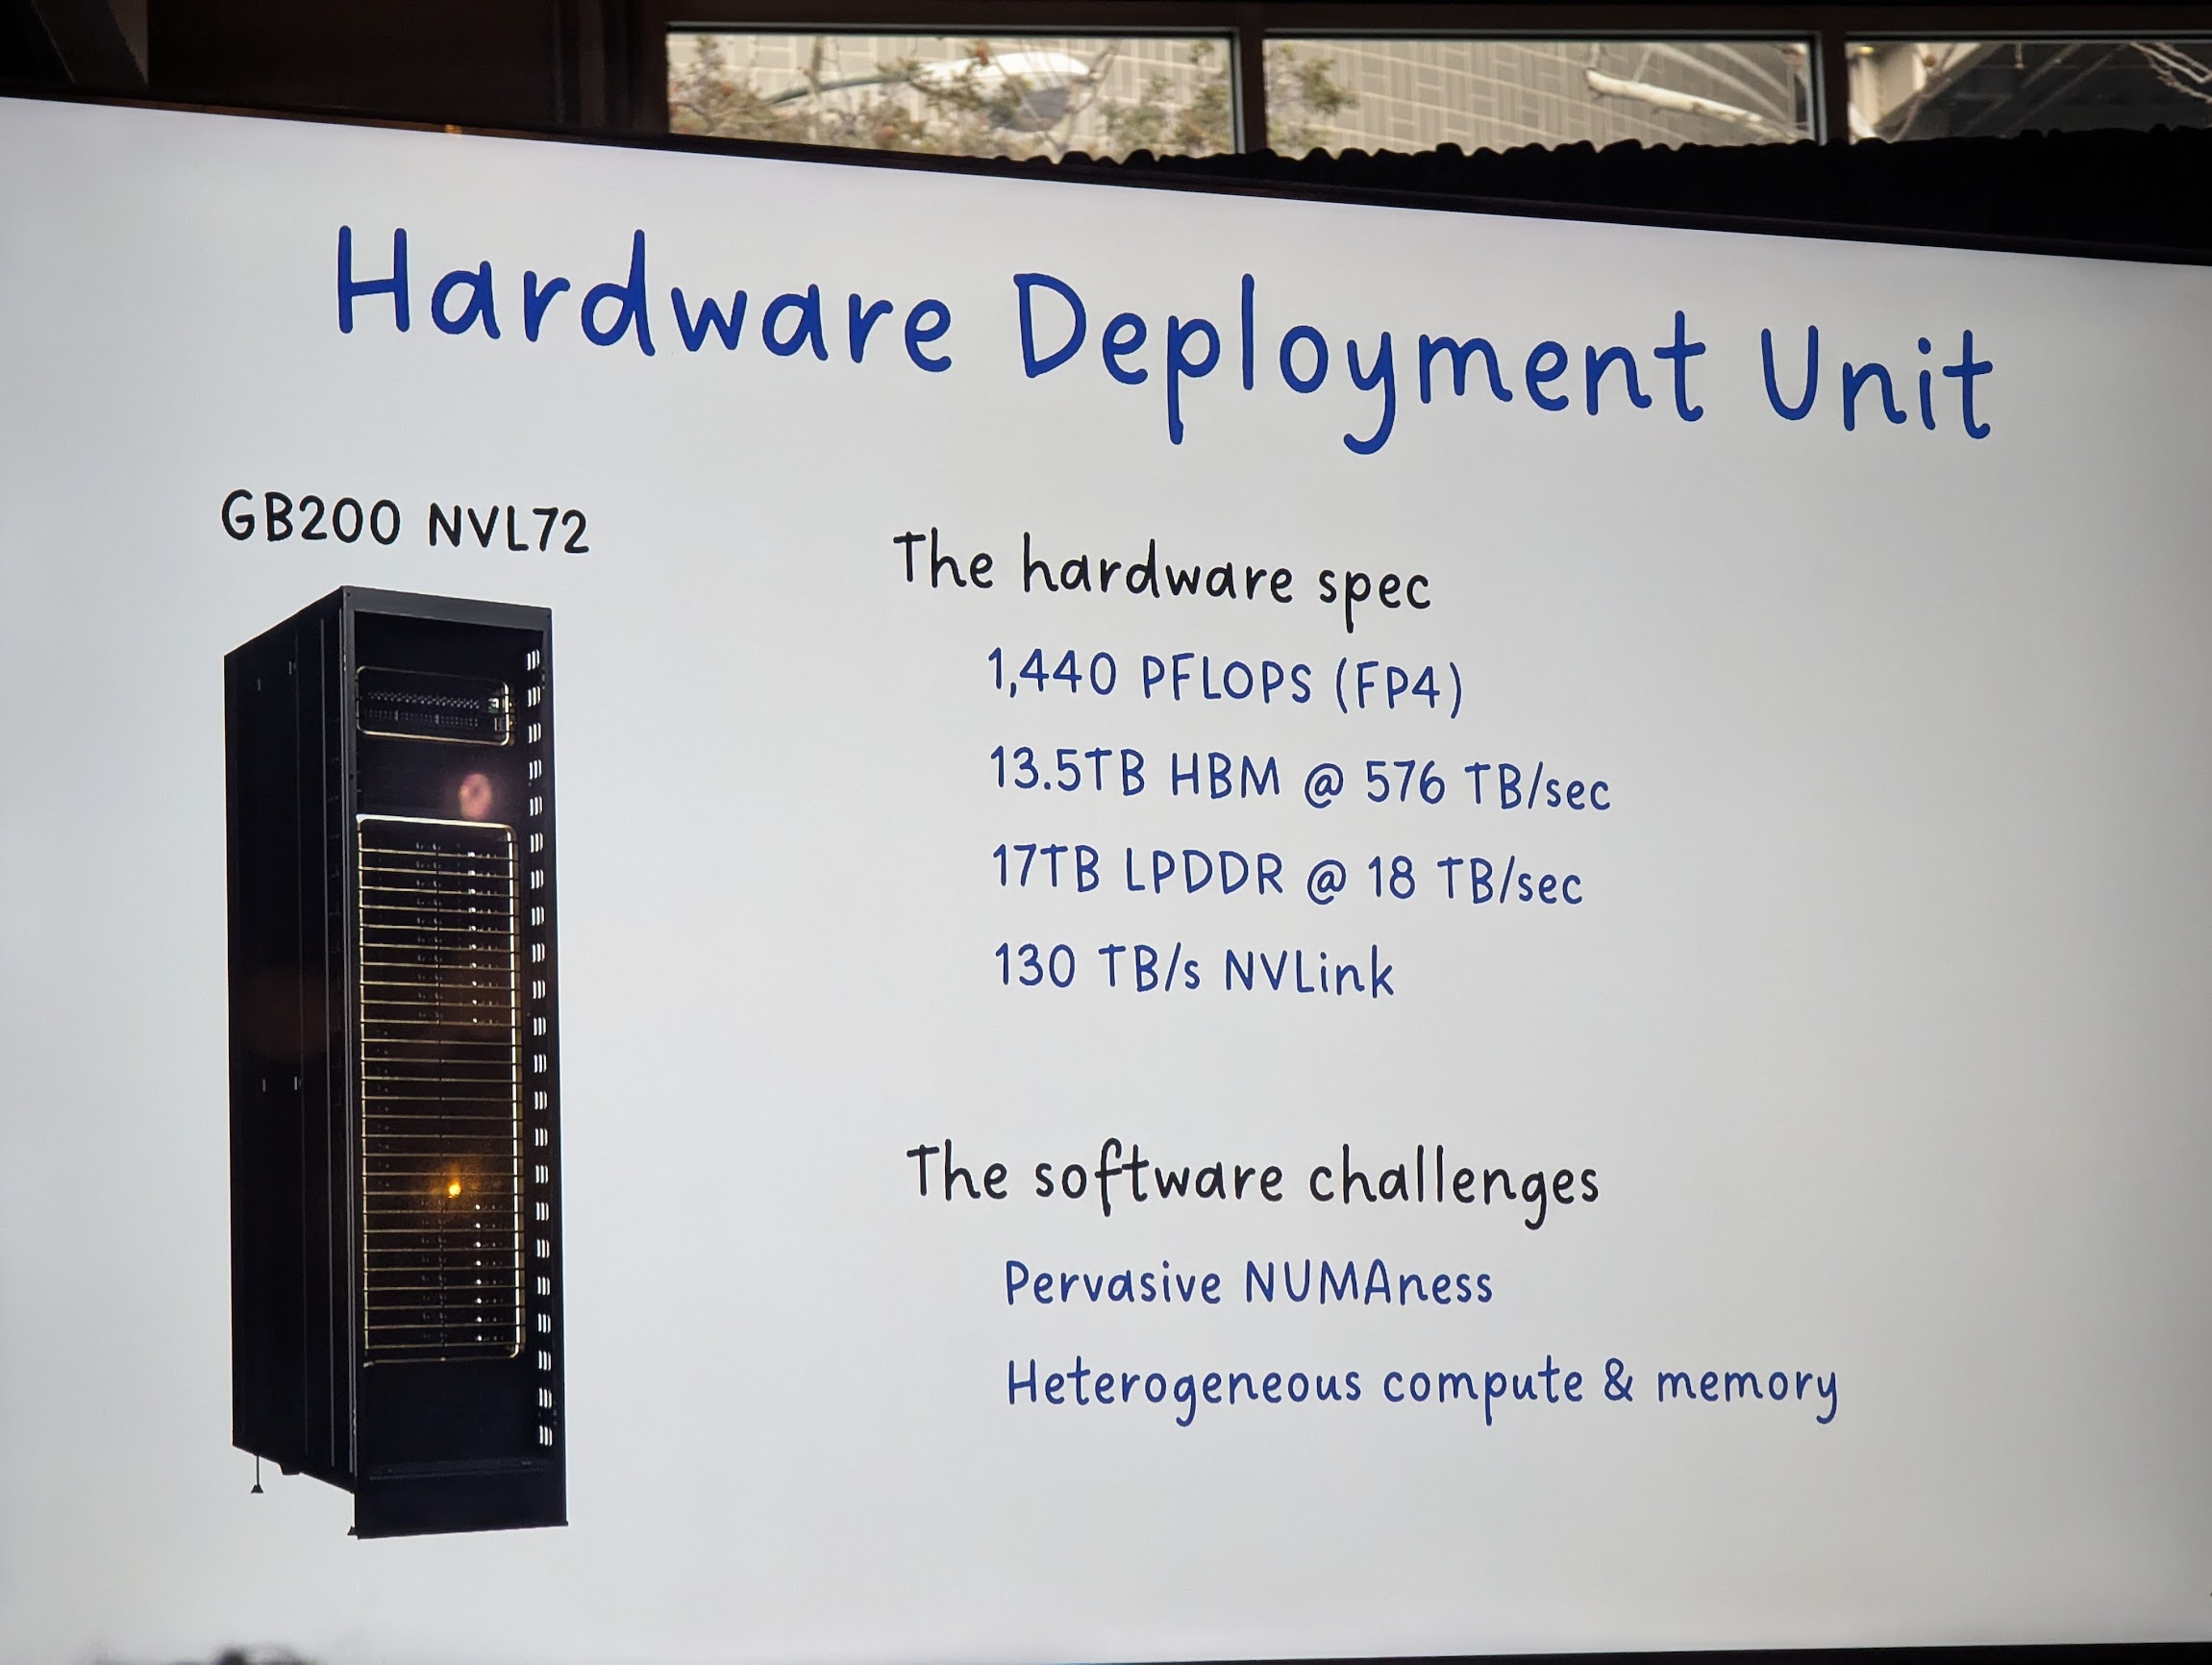 Hardware Deployment Unit
GB200 NVL72
The hardware spec
1,440 PFLOPS (FP4)
13.5TB HBM @ 576 TB/sec
17TB LPDDR @ 18 TB/sec
130 TB/s NVLink
The software challenges
Pervasive NUMAness
Heterogeneous compute & memory